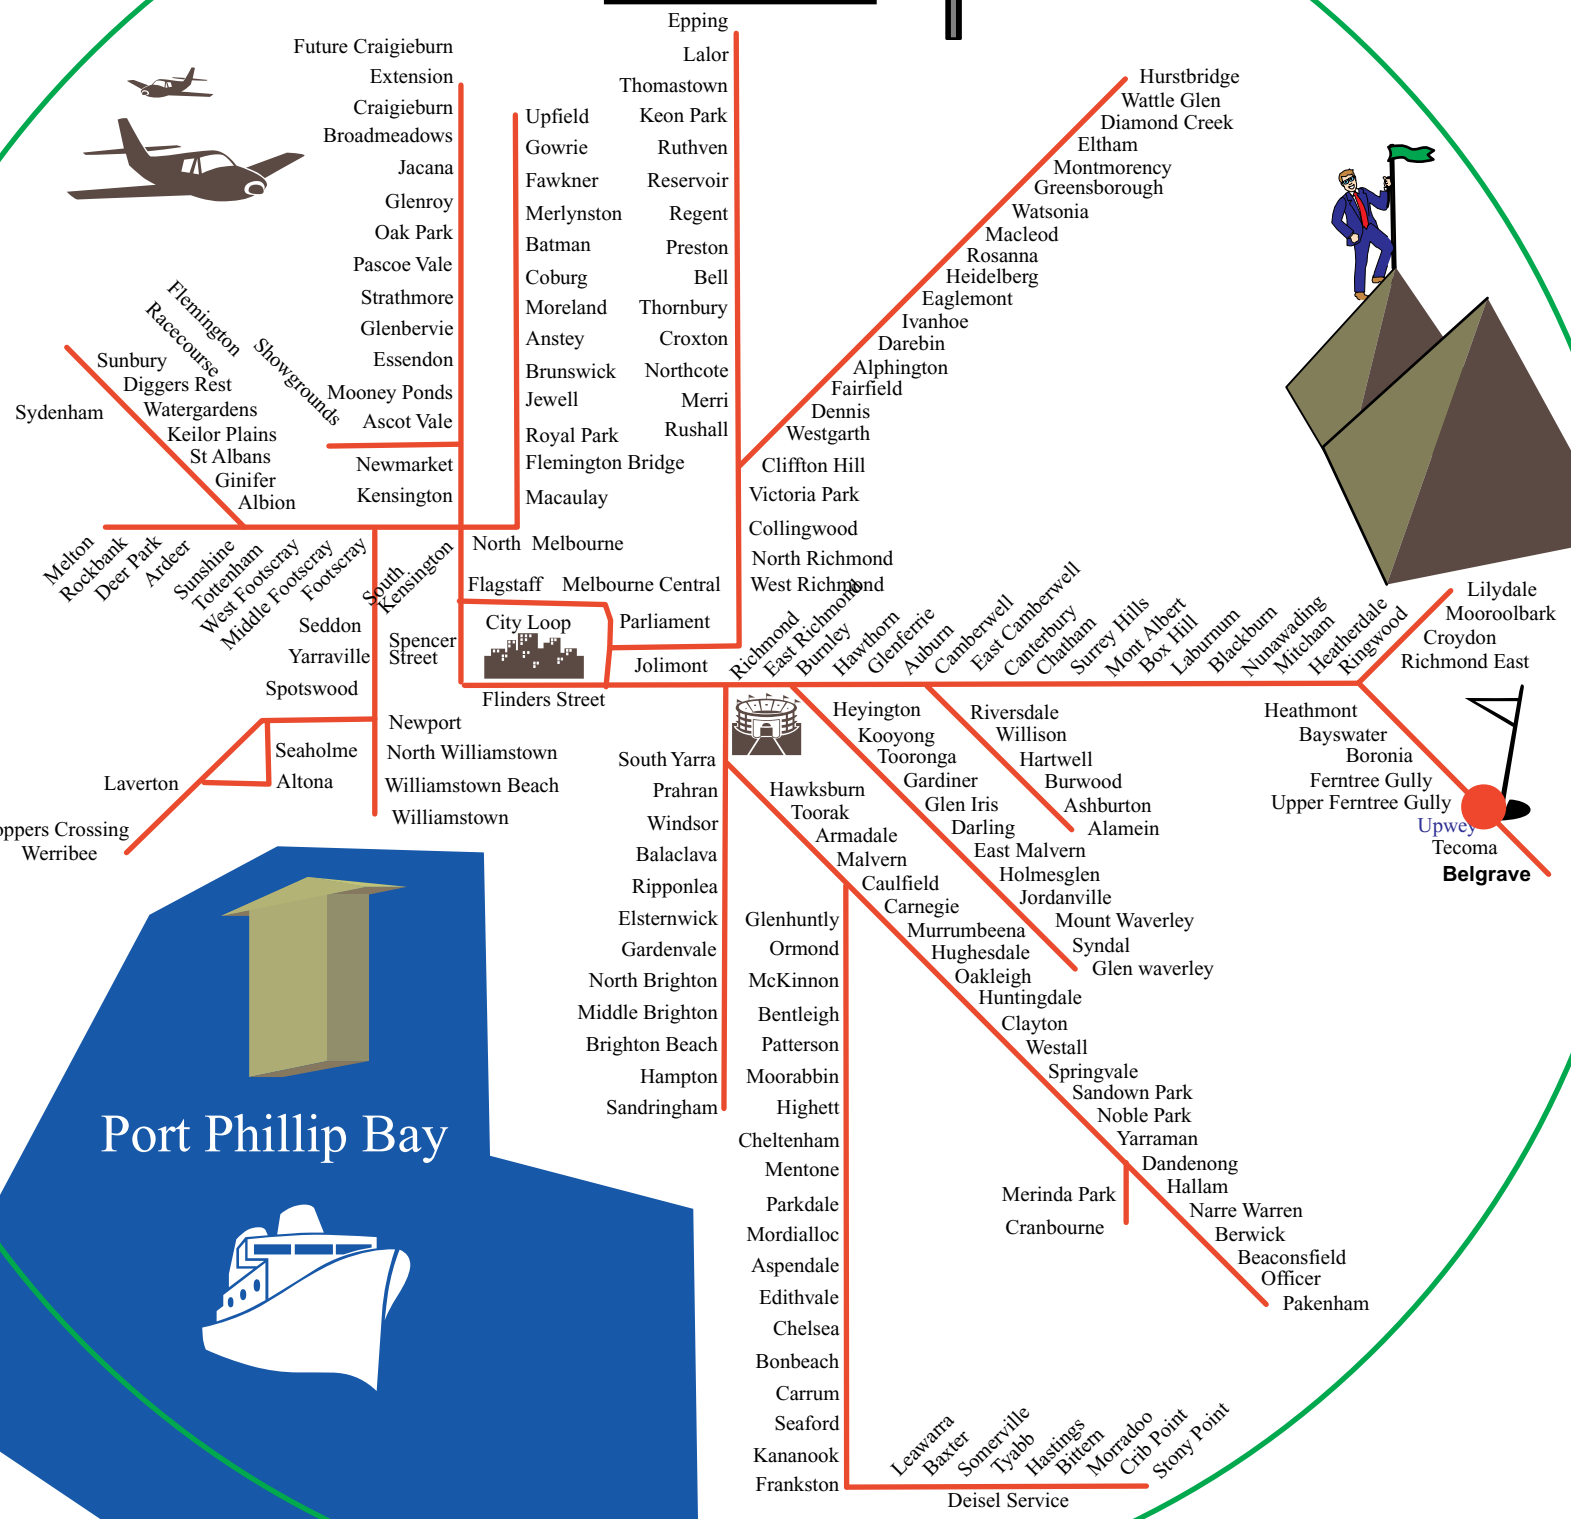 Epping
Lalor
Thomastown
Keon Park
Ruthven
Reservoir
Regent
Preston
Bell
Thornbury
Croxton
Northcote
Merri
Rushall
Future Craigieburn
Extension
Craigieburn
Broadmeadows
Jacana
Glenroy
Oak Park
Pascoe Vale
Strathmore
Glenbervie
Essendon
Mooney Ponds
Ascot Vale
Newmarket
Kensington
Upfield
Gowrie
Fawkner
Merlynston
Batman
Coburg
Moreland
Anstey
Brunswick
Jewell
Royal Park
Flemington Bridge
Macaulay
Hurstbridge
Wattle Glen
Diamond Creek
Eltham
Montmorency
Greensborough
Watsonia
Macleod
Rosanna
Heidelberg
Eaglemont
Ivanhoe
Darebin
Alphington
Fairfield
Dennis
Westgarth
Cliffton Hill
Victoria Park
Collingwood
North Richmond
West Richmond
Flemington
Racecourse
Showgrounds
Sydenham
Sunbury
Diggers Rest
Watergardens
Keilor Plains
St Albans
Ginifer
Albion
Melton
Rockbank
Deer Park
Ardeer
Sunshine
Tottenham
West Footscray
Middle Footscray
Footscray
South
Kensington
North Melbourne
Flagstaff
Melbourne Central
City Loop
Parliament
Jolimont
Spencer
Street
Flinders Street
Seddon
Yarraville
Spotswood
Newport
North Williamstown
Williamstown Beach
Williamstown
Seaholme
Altona
Laverton
oppers Crossing
Werribee
Richmond
East Richmond
Burnley
Hawthorn
Glenferrie
Auburn
Camberwell
East Camberwell
Canterbury
Chatham
Surrey Hills
Mont Albert
Box Hill
Laburnum
Blackburn
Nunawading
Mitcham
Heatherdale
Ringwood
Lilydale
Mooroolbark
Croydon
Richmond East
Heathmont
Bayswater
Boronia
Ferntree Gully
Upper Ferntree Gully
Upwey
Tecoma
Belgrave
Riversdale
Willison
Hartwell
Burwood
Ashburton
Alamein
Heyington
Kooyong
Tooronga
Gardiner
Glen Iris
Darling
East Malvern
Holmesglen
Jordanville
Mount Waverley
Syndal
Glen waverley
South Yarra
Prahran
Windsor
Balaclava
Ripponlea
Elsternwick
Gardenvale
North Brighton
Middle Brighton
Brighton Beach
Hampton
Sandringham
Hawksburn
Toorak
Armadale
Malvern
Caulfield
Carnegie
Murrumbeena
Hughesdale
Oakleigh
Huntingdale
Clayton
Westall
Springvale
Sandown Park
Noble Park
Yarraman
Dandenong
Hallam
Narre Warren
Berwick
Beaconsfield
Officer
Pakenham
Merinda Park
Cranbourne
Glenhuntly
Ormond
McKinnon
Bentleigh
Patterson
Moorabbin
Highett
Cheltenham
Mentone
Parkdale
Mordialloc
Aspendale
Edithvale
Chelsea
Bonbeach
Carrum
Seaford
Kananook
Frankston
Leawarra
Baxter
Somerville
Tyabb
Hastings
Bittern
Morradoo
Crib Point
Stony Point
Deisel Service
Port Phillip Bay